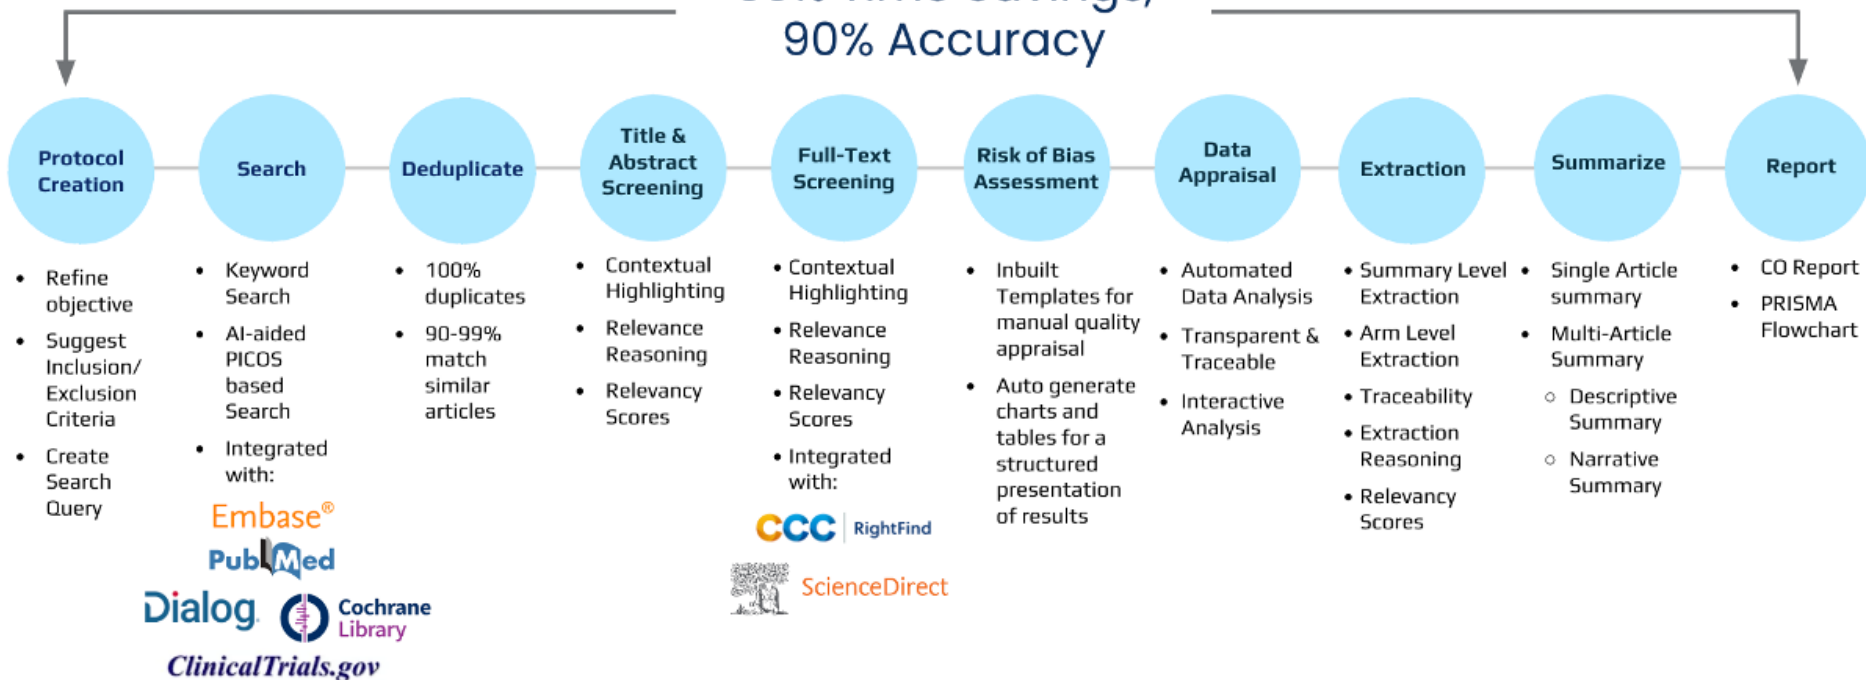 Time Savings,
90% Accuracy
Protocol
Creation
Search
Deduplicate
Title &
Abstract
Screening
Full-Text
Screening
Risk of Bias
Assessment
Data
Appraisal
Extraction
Summarize
Report
• Refine
objective
• Suggest
Inclusion/
Exclusion
Criteria
• Create
Search
Query
• Keyword
Search
• AI-aided
PICOS
based
Search
• Integrated
with:
Embase®
PubMed
Dialog
Cochrane
Library
ClinicalTrials.gov
• 100%
duplicates
• 90-99%
match
similar
articles
• Contextual
Highlighting
• Relevance
Reasoning
• Relevancy
Scores
• Contextual
Highlighting
• Relevance
Reasoning
• Relevancy
Scores
• Integrated
with:
CCC | RightFind
ScienceDirect
• Inbuilt
Templates for
manual quality
appraisal
• Auto generate
charts and
tables for a
structured
presentation
of results
• Automated
Data Analysis
• Transparent &
Traceable
• Interactive
Analysis
• Summary Level
Extraction
• Arm Level
Extraction
• Traceability
• Extraction
Reasoning
• Relevancy
Scores
• Single Article
summary
• Multi-Article
Summary
○ Descriptive
Summary
○ Narrative
Summary
• CO Report
• PRISMA
Flowchart